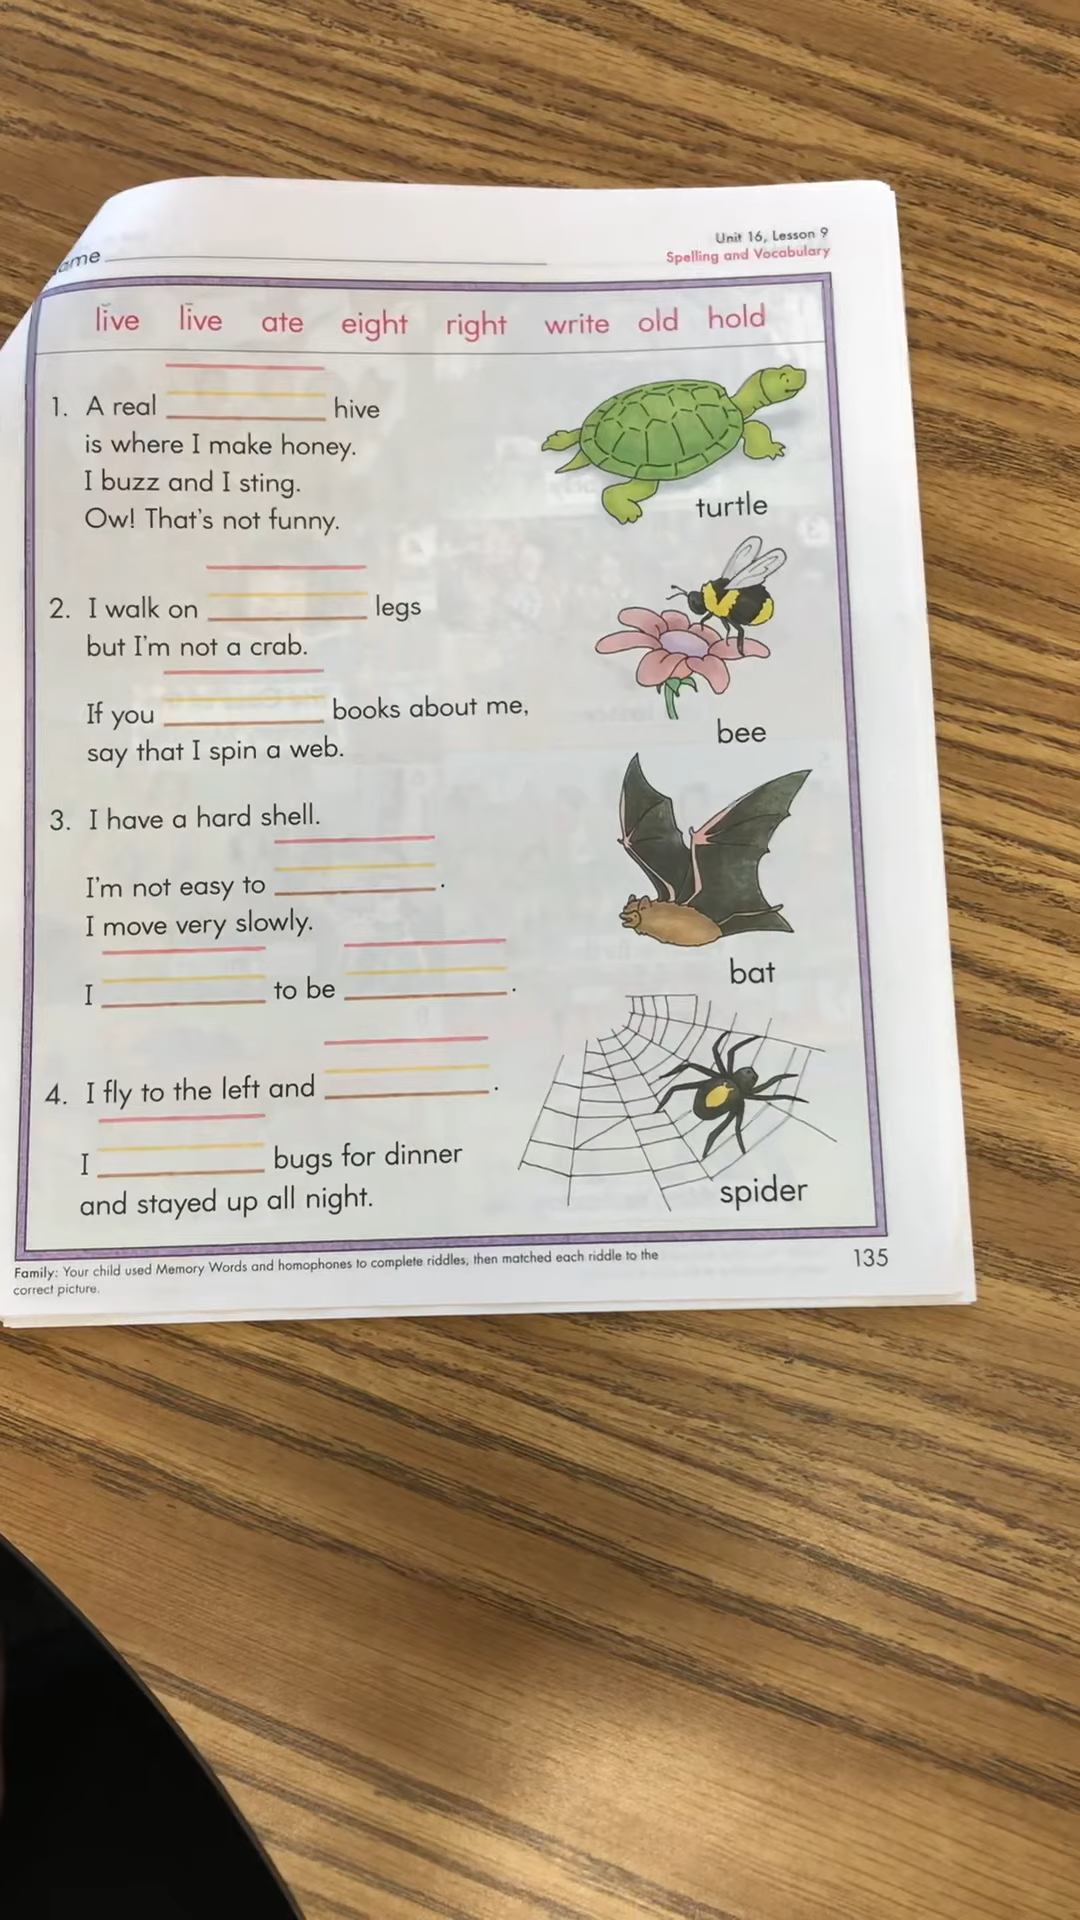 ame
Unit 16, Lesson 9
Spelling and Vocabulary
lĭve līve ate eight right write old hold
1. A real hive
is where I make honey.
I buzz and I sting.
Ow! That's not funny.
turtle
2. I walk on legs
but I'm not a crab.
If you books about me,
say that I spin a web.
bee
3. I have a hard shell.
I'm not easy to .
I move very slowly.
I to be .
bat
4. I fly to the left and .
I bugs for dinner
and stayed up all night.
spider
Family: Your child used Memory Words and homophones to complete riddles, then matched each riddle to the
correct picture.
135